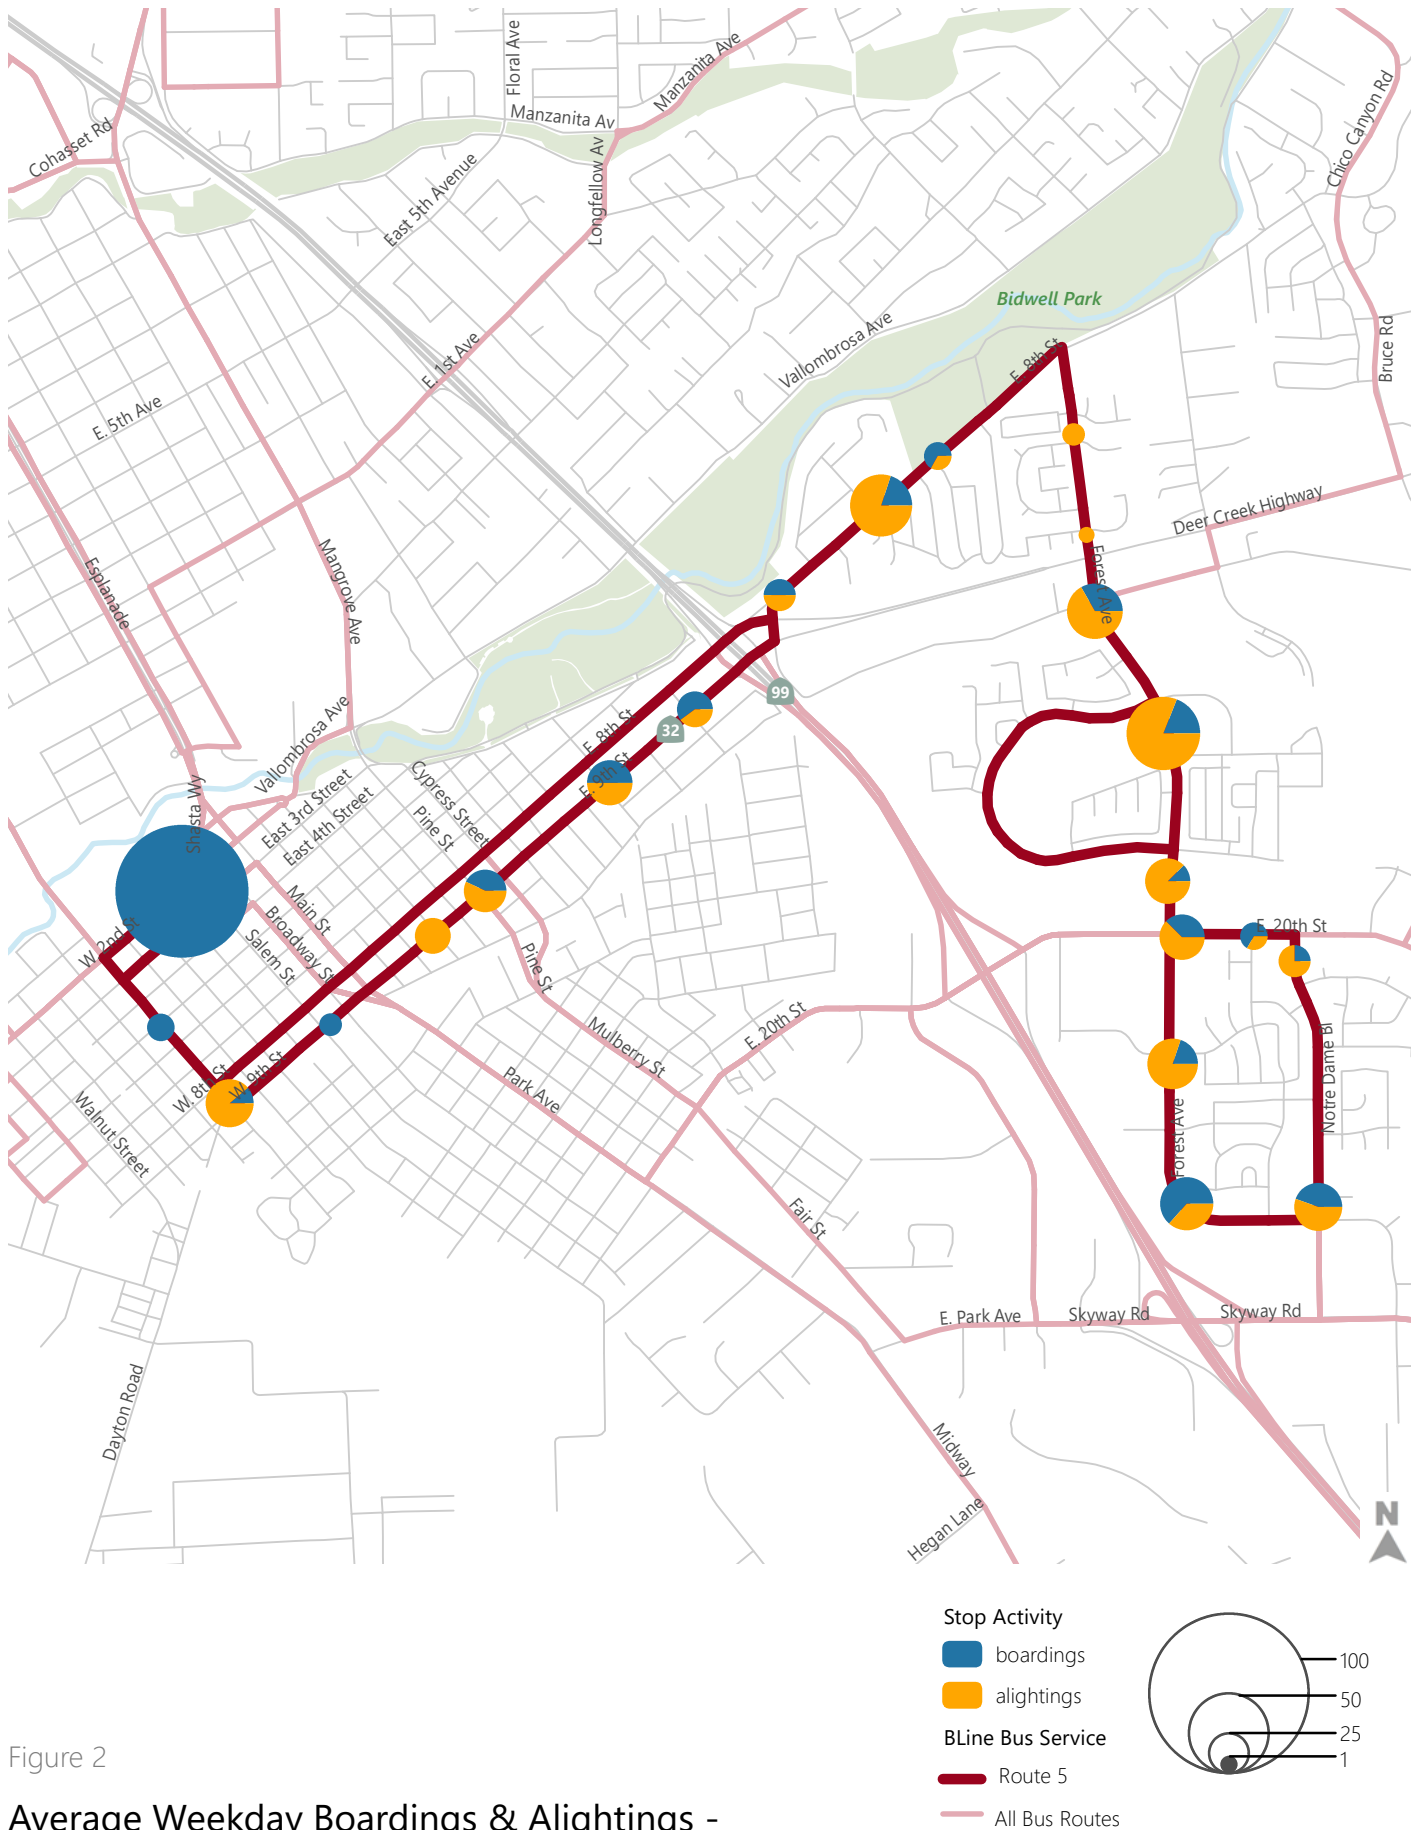 Floral Ave
Manzanita Ave
Manzanita Av
Cohasset Rd
Chico Canyon Rd
East 5th Avenue
Longfellow Av
Bidwell Park
Vallombrosa Ave
E. 8th St
Bruce Rd
E. 1st Ave
E. 5th Ave
Deer Creek Highway
Esplanade
Mangrove Ave
Forest Ave
99
32
E. 8th St
E. 9th St
Vallombrosa Ave
Shasta Wy
East 3rd Street
East 4th Street
Cypress Street
Pine St
Main St
Broadway St
Salem St
W. 2nd St
E. 20th St
Pine St
Mulberry St
E. 20th St
W. 8th St
W. 9th St
Park Ave
Walnut Street
Notre Dame Bl
Forest Ave
Fair St
E. Park Ave
Skyway Rd
Skyway Rd
Dayton Road
Midway
Hegan Lane
N
Stop Activity
boardings
alightings
100
50
25
1
BLine Bus Service
Route 5
All Bus Routes
Figure 2
Average Weekday Boardings & Alightings -